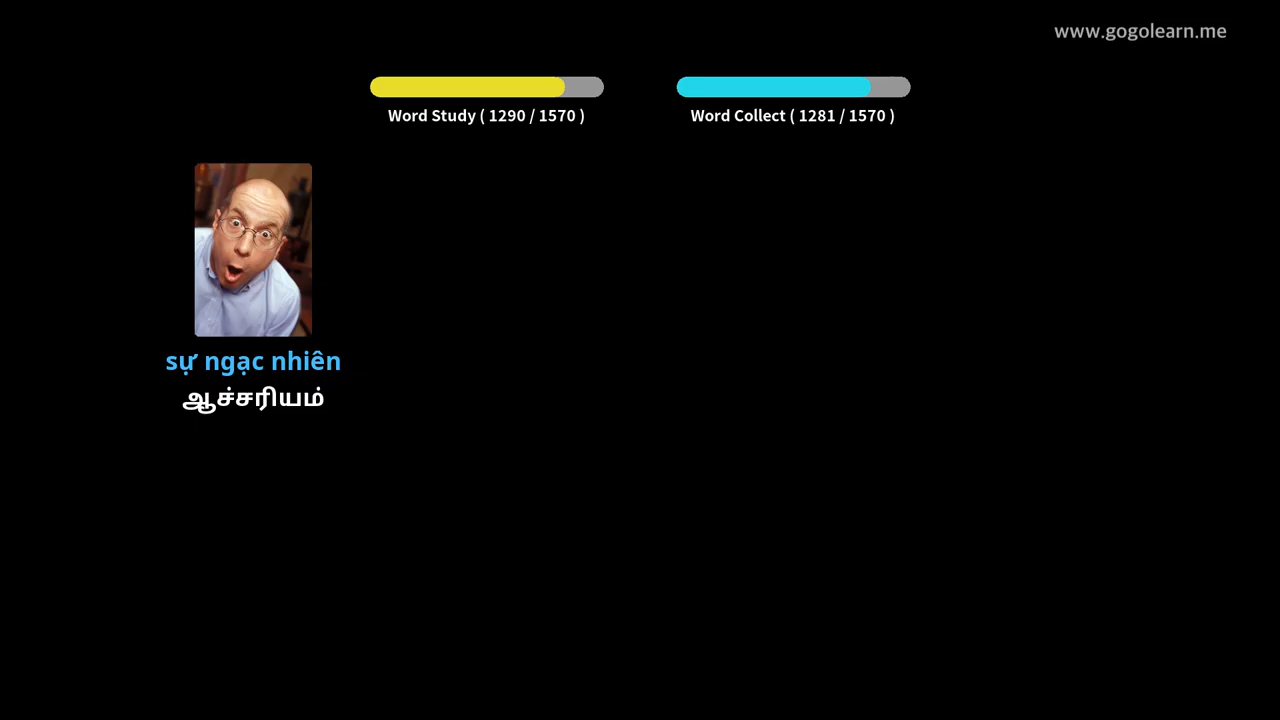 www.gogolearn.me
Word Study ( 1290 / 1570 )
Word Collect ( 1281 / 1570 )
sự ngạc nhiên
ஆச்சரியம்